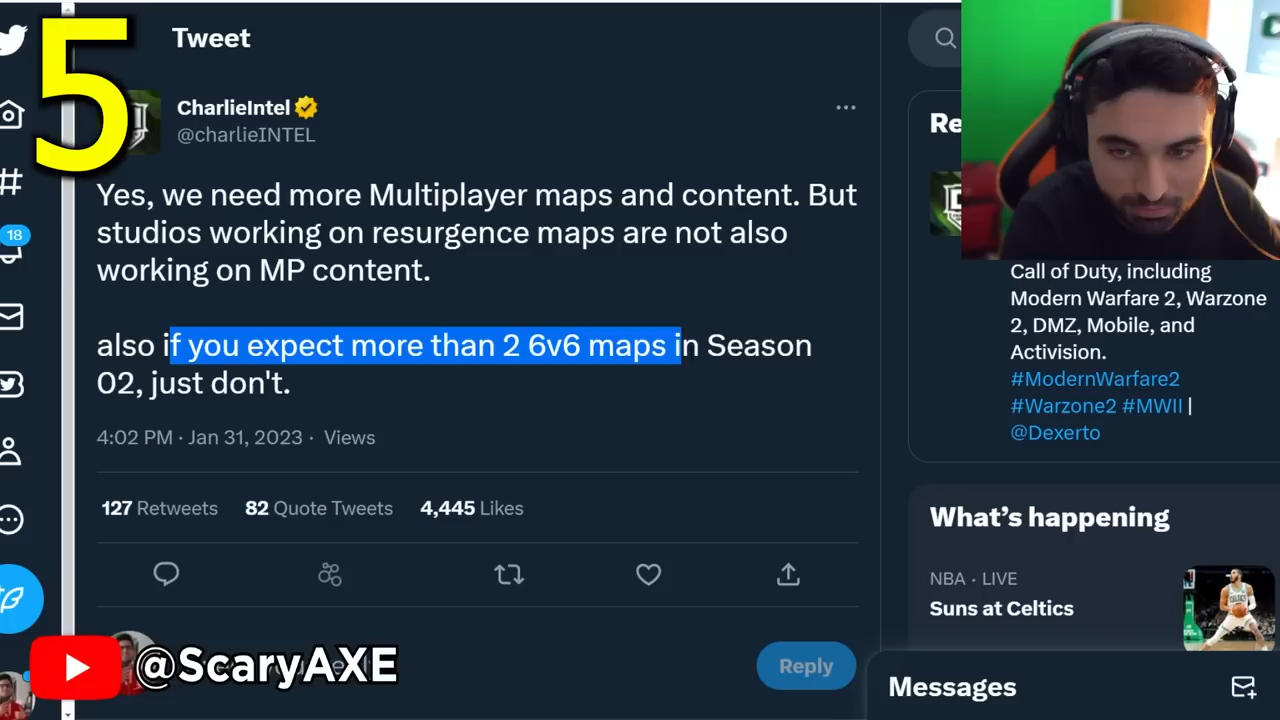 5
Tweet
CharlieIntel
@charlieINTEL
Yes, we need more Multiplayer maps and content. But
studios working on resurgence maps are not also
working on MP content.
also if you expect more than 2 6v6 maps in Season
02, just don't.
4:02 PM · Jan 31, 2023 · Views
127 Retweets 82 Quote Tweets 4,445 Likes
Reply
@ScaryAXE
18
Re
Call of Duty, including
Modern Warfare 2, Warzone
2, DMZ, Mobile, and
Activision.
#ModernWarfare2
#Warzone2 #MWII |
@Dexerto
What's happening
NBA · LIVE
Suns at Celtics
Messages